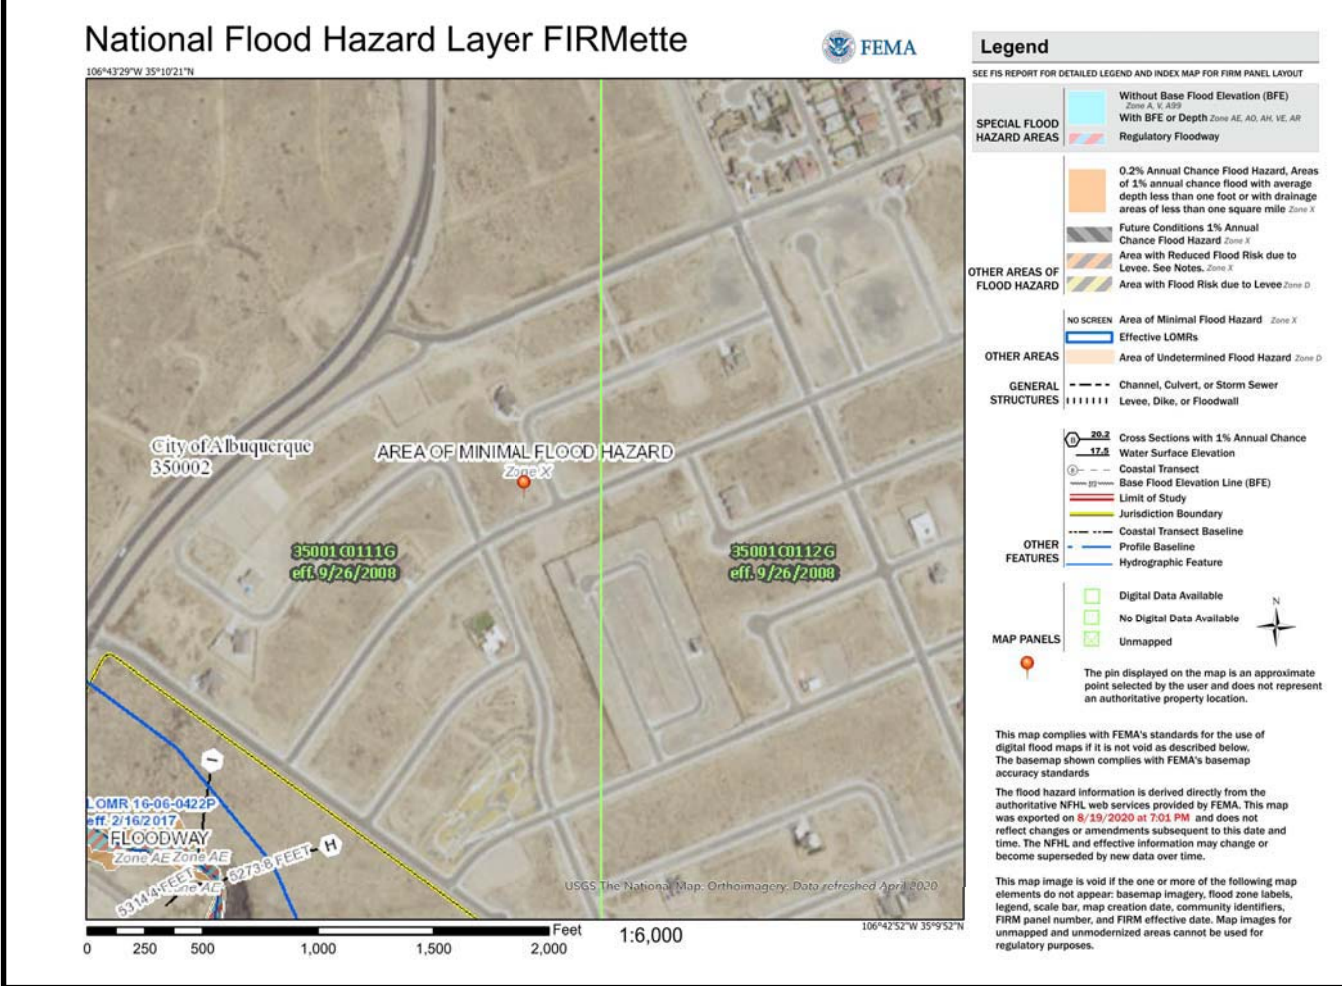 National Flood Hazard Layer FIRMette
FEMA
106°43'29"W 35°10'21"N
City of Albuquerque
350002
AREA OF MINIMAL FLOOD HAZARD
Zone X
35001C0111G
eff. 9/26/2008
35001C0112G
eff. 9/26/2008
I
LOMR 16-06-0422P
eff. 2/16/2017
FLOODWAY
Zone AE Zone AE
5273.8 FEET
H
5314.4 FEET
Zone AE
USGS The National Map: Orthoimagery. Data refreshed April 2020
106°42'52"W 35°9'52"N
Feet
1:6,000
0 250 500 1,000 1,500 2,000
Legend
SEE FIS REPORT FOR DETAILED LEGEND AND INDEX MAP FOR FIRM PANEL LAYOUT
SPECIAL FLOOD
HAZARD AREAS
Without Base Flood Elevation (BFE)
Zone A, V, A99
With BFE or Depth Zone AE, AO, AH, VE, AR
Regulatory Floodway
OTHER AREAS OF
FLOOD HAZARD
0.2% Annual Chance Flood Hazard, Areas
of 1% annual chance flood with average
depth less than one foot or with drainage
areas of less than one square mile Zone X
Future Conditions 1% Annual
Chance Flood Hazard Zone X
Area with Reduced Flood Risk due to
Levee. See Notes. Zone X
Area with Flood Risk due to Levee Zone D
OTHER AREAS
NO SCREEN Area of Minimal Flood Hazard Zone X
Effective LOMRs
Area of Undetermined Flood Hazard Zone D
GENERAL
STRUCTURES
Channel, Culvert, or Storm Sewer
Levee, Dike, or Floodwall
OTHER
FEATURES
B 20.2 Cross Sections with 1% Annual Chance
17.5 Water Surface Elevation
8 Coastal Transect
513 Base Flood Elevation Line (BFE)
Limit of Study
Jurisdiction Boundary
Coastal Transect Baseline
Profile Baseline
Hydrographic Feature
MAP PANELS
Digital Data Available
No Digital Data Available
Unmapped
N
The pin displayed on the map is an approximate
point selected by the user and does not represent
an authoritative property location.
This map complies with FEMA's standards for the use of
digital flood maps if it is not void as described below.
The basemap shown complies with FEMA's basemap
accuracy standards
The flood hazard information is derived directly from the
authoritative NFHL web services provided by FEMA. This map
was exported on 8/19/2020 at 7:01 PM and does not
reflect changes or amendments subsequent to this date and
time. The NFHL and effective information may change or
become superseded by new data over time.
This map image is void if the one or more of the following map
elements do not appear: basemap imagery, flood zone labels,
legend, scale bar, map creation date, community identifiers,
FIRM panel number, and FIRM effective date. Map images for
unmapped and unmodernized areas cannot be used for
regulatory purposes.